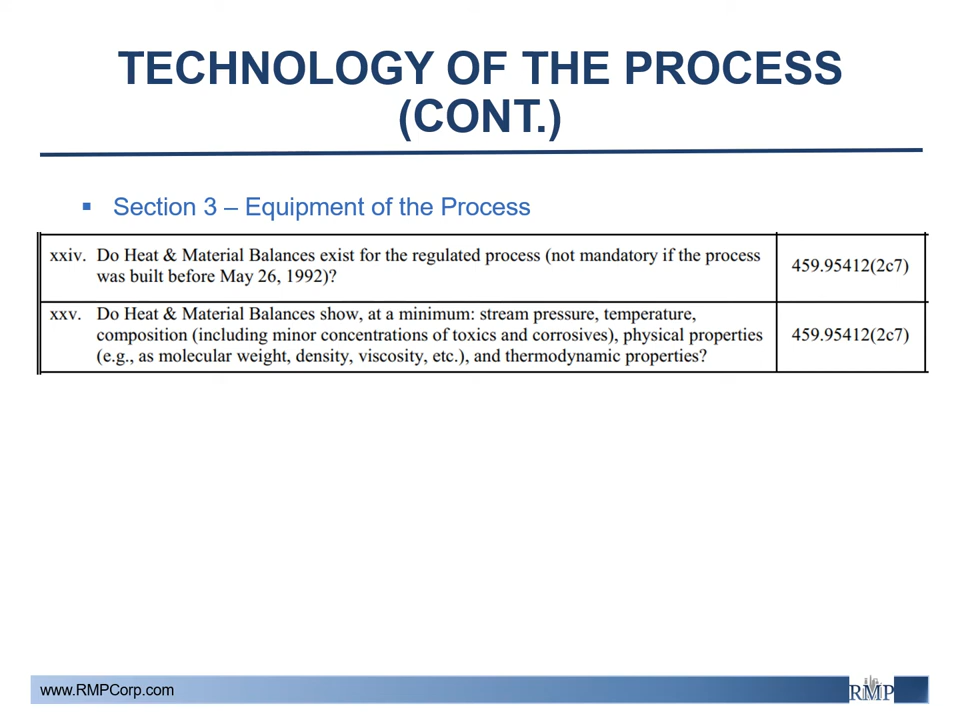 TECHNOLOGY OF THE PROCESS
(CONT.)
▪ Section 3 – Equipment of the Process
xxiv. Do Heat & Material Balances exist for the regulated process (not mandatory if the process
was built before May 26, 1992)?
459.95412(2c7)
xxv. Do Heat & Material Balances show, at a minimum: stream pressure, temperature,
composition (including minor concentrations of toxics and corrosives), physical properties
(e.g., as molecular weight, density, viscosity, etc.), and thermodynamic properties?
459.95412(2c7)
www.RMPCorp.com
RMP